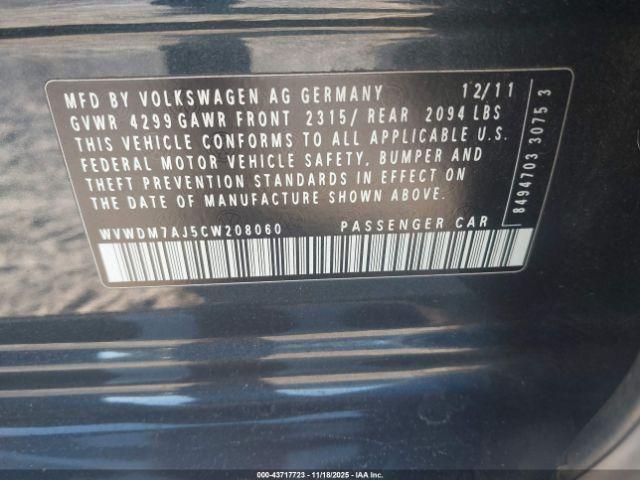 MFD BY VOLKSWAGEN AG GERMANY 12/11
GVWR 4299 GAWR FRONT 2315/ REAR 2094 LBS
THIS VEHICLE CONFORMS TO ALL APPLICABLE U.S.
FEDERAL MOTOR VEHICLE SAFETY, BUMPER AND
THEFT PREVENTION STANDARDS IN EFFECT ON
THE DATE OF MANUFACTURE SHOWN ABOVE.
WVWDM7AJ5CW208060 PASSENGER CAR
8494703 3075 3
000-43717723 - 11/18/2025 - IAAI.COM